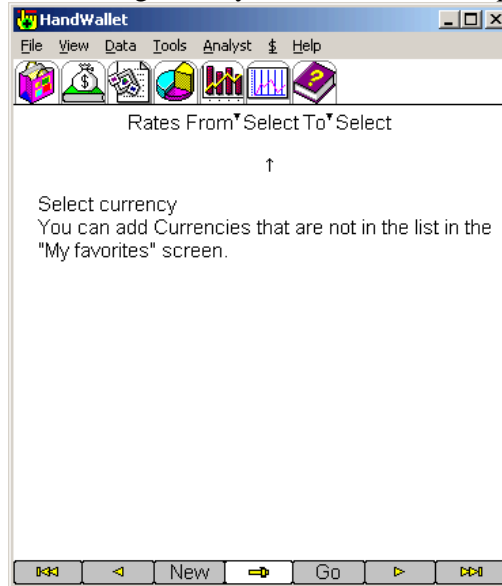 HandWallet
File View Data Tools Analyst $ Help
Rates From▾Select To▾Select
↑
Select currency
You can add Currencies that are not in the list in the
"My favorites" screen.
New Go